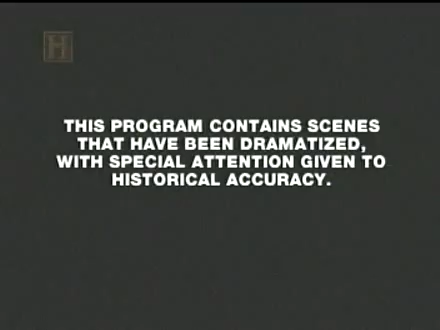 H
THIS PROGRAM CONTAINS SCENES
THAT HAVE BEEN DRAMATIZED,
WITH SPECIAL ATTENTION GIVEN TO
HISTORICAL ACCURACY.